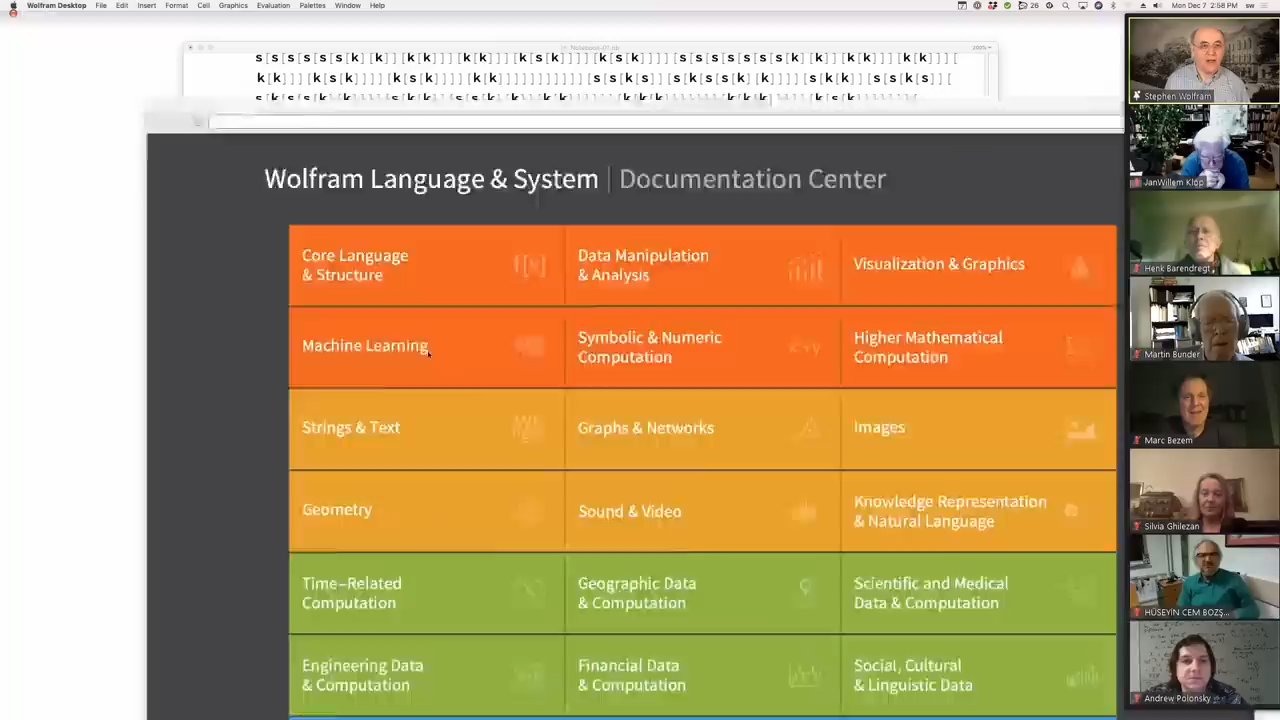 Wolfram Desktop File Edit Insert Format Cell Graphics Evaluation Palettes Window Help
26 Mon Dec 7 2:58 PM sw
200%
Wolfram Language & System | Documentation Center
Core Language
& Structure
Data Manipulation
& Analysis
Visualization & Graphics
Machine Learning
Symbolic & Numeric
Computation
Higher Mathematical
Computation
Strings & Text
Graphs & Networks
Images
Geometry
Sound & Video
Knowledge Representation
& Natural Language
Time-Related
Computation
Geographic Data
& Computation
Scientific and Medical
Data & Computation
Engineering Data
& Computation
Financial Data
& Computation
Social, Cultural
& Linguistic Data
Stephen Wolfram
JanWillem Klop
Henk Barendregt
Martin Bunder
Marc Bezem
Silvia Ghilezan
HÜSEYİN CEM BOZŞ...
Andrew Polonsky